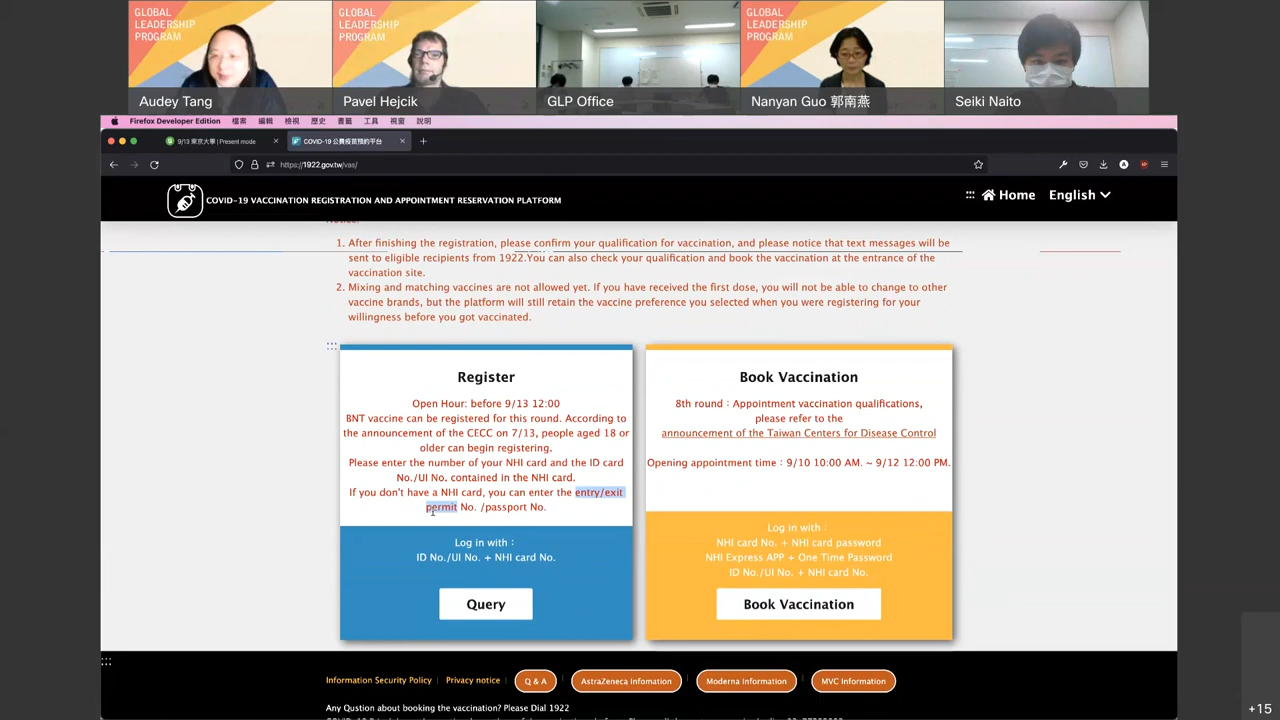 GLOBAL
LEADERSHIP
PROGRAM
GLOBAL
LEADERSHIP
PROGRAM
GLOBAL
LEADERSHIP
PROGRAM
Audey Tang
Pavel Hejcik
GLP Office
Nanyan Guo 郭南燕
Seiki Naito
Firefox Developer Edition 檔案 編輯 檢視 歷史 書籤 工具 視窗 說明
9/13 東京大學 | Present mode
COVID-19 公費疫苗預約平台
https://1922.gov.tw/vas/
COVID-19 VACCINATION REGISTRATION AND APPOINTMENT RESERVATION PLATFORM
Home
English
Notice:
1. After finishing the registration, please confirm your qualification for vaccination, and please notice that text messages will be
sent to eligible recipients from 1922.You can also check your qualification and book the vaccination at the entrance of the
vaccination site.
2. Mixing and matching vaccines are not allowed yet. If you have received the first dose, you will not be able to change to other
vaccine brands, but the platform will still retain the vaccine preference you selected when you were registering for your
willingness before you got vaccinated.
Register
Open Hour: before 9/13 12:00
BNT vaccine can be registered for this round. According to
the announcement of the CECC on 7/13, people aged 18 or
older can begin registering.
Please enter the number of your NHI card and the ID card
No./UI No. contained in the NHI card.
If you don't have a NHI card, you can enter the entry/exit
permit No. /passport No.
Log in with：
ID No./UI No. + NHI card No.
Query
Book Vaccination
8th round：Appointment vaccination qualifications,
please refer to the
announcement of the Taiwan Centers for Disease Control
Opening appointment time：9/10 10:00 AM. ~ 9/12 12:00 PM.
Log in with：
NHI card No. + NHI card password
NHI Express APP + One Time Password
ID No./UI No. + NHI card No.
Book Vaccination
Information Security Policy
Privacy notice
Q & A
AstraZeneca Infomation
Moderna Information
MVC Information
Any Qustion about booking the vaccination? Please Dial 1922
+15